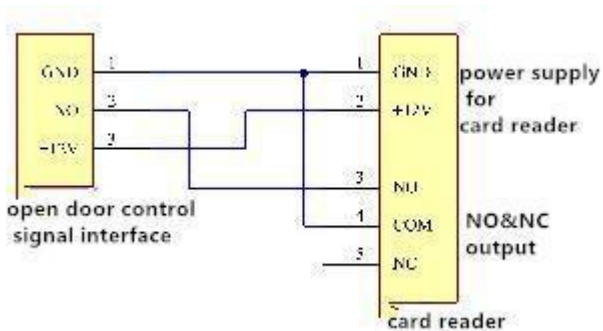 GND 1
NO 2
+12V 3
open door control
signal interface
1 GND
2 +12V
3 NO
4 COM
5 NC
power supply
for
card reader
NO&NC
output
card reader